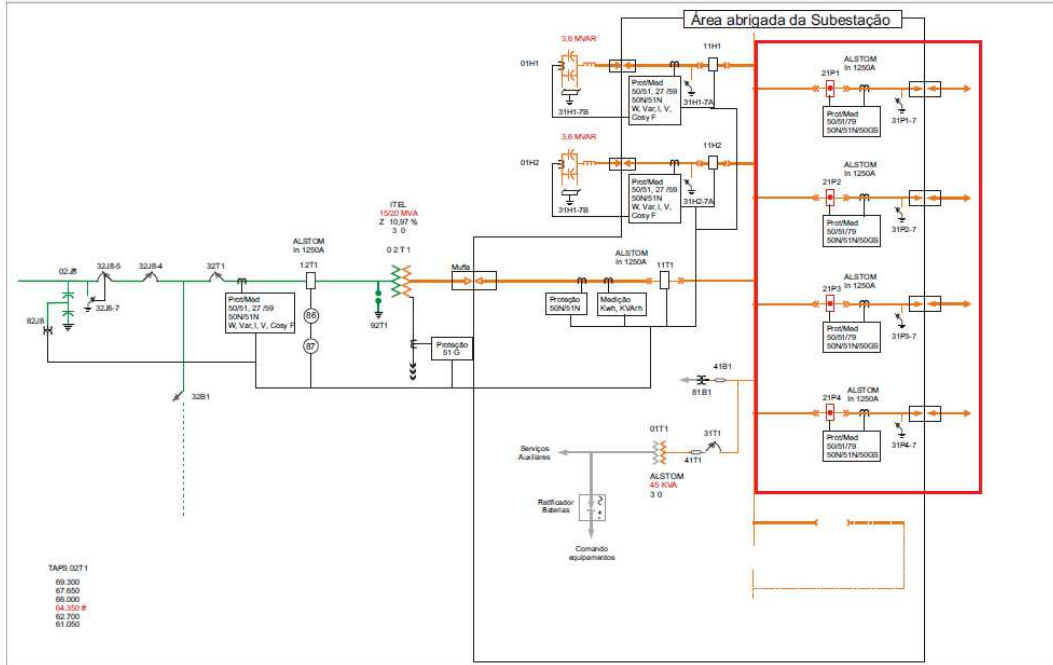 Área abrigada da Subestação
3,6 MVAR
01H1
11H1
31H1-7B
Prot/Med
50/51, 27 /59
50N/51N
W, Var, I, V,
Cosy F
31H1-7A
3,6 MVAR
01H2
11H2
31H1-7B
Prot/Med
50/51, 27 /59
50N/51N
W, Var, I, V,
Cosy F
31H2-7A
ALSTOM
In 1250A
21P1
Prot/Med
50/51/79
50N/51N/50GS
31P1-7
ALSTOM
In 1250A
21P2
Prot/Med
50/51/79
50N/51N/50GS
31P2-7
ALSTOM
In 1250A
21P3
Prot/Med
50/51/79
50N/51N/50GS
31P3-7
ALSTOM
In 1250A
21P4
Prot/Med
50/51/79
50N/51N/50GS
31P4-7
02J8
32J8-5
32J8-4
32T1
32J8-7
82J8
Prot/Med
50/51, 27 /59
50N/51N
W, Var, I, V, Cosy F
ALSTOM
In 1250A
12T1
86
87
ITEL
15/20 MVA
Z 10,97 %
3 0
0 2 T 1
92T1
Mufla
Proteção
51 G
Proteção
50N/51N
Medição
Kwh, KVArh
ALSTOM
In 1250A
11T1
32B1
41B1
61B1
01T1
31T1
41T1
ALSTOM
45 KVA
3 0
Serviços
Auxiliares
Retificador
Baterias
Comando
equipamentos
TAPS 02T1
69.300
67.650
66.000
64.350 #
62.700
61.050